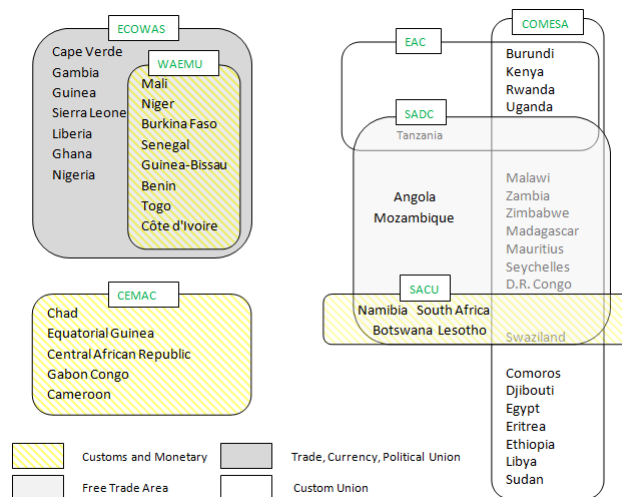 ECOWAS
Cape Verde
Gambia
Guinea
Sierra Leone
Liberia
Ghana
Nigeria
WAEMU
Mali
Niger
Burkina Faso
Senegal
Guinea-Bissau
Benin
Togo
Côte d'Ivoire
CEMAC
Chad
Equatorial Guinea
Central African Republic
Gabon Congo
Cameroon
COMESA
EAC
Burundi
Kenya
Rwanda
Uganda
SADC
Tanzania
Angola
Mozambique
Malawi
Zambia
Zimbabwe
Madagascar
Mauritius
Seychelles
D.R. Congo
SACU
Namibia South Africa
Botswana Lesotho
Swaziland
Comoros
Djibouti
Egypt
Eritrea
Ethiopia
Libya
Sudan
Customs and Monetary
Trade, Currency, Political Union
Free Trade Area
Custom Union